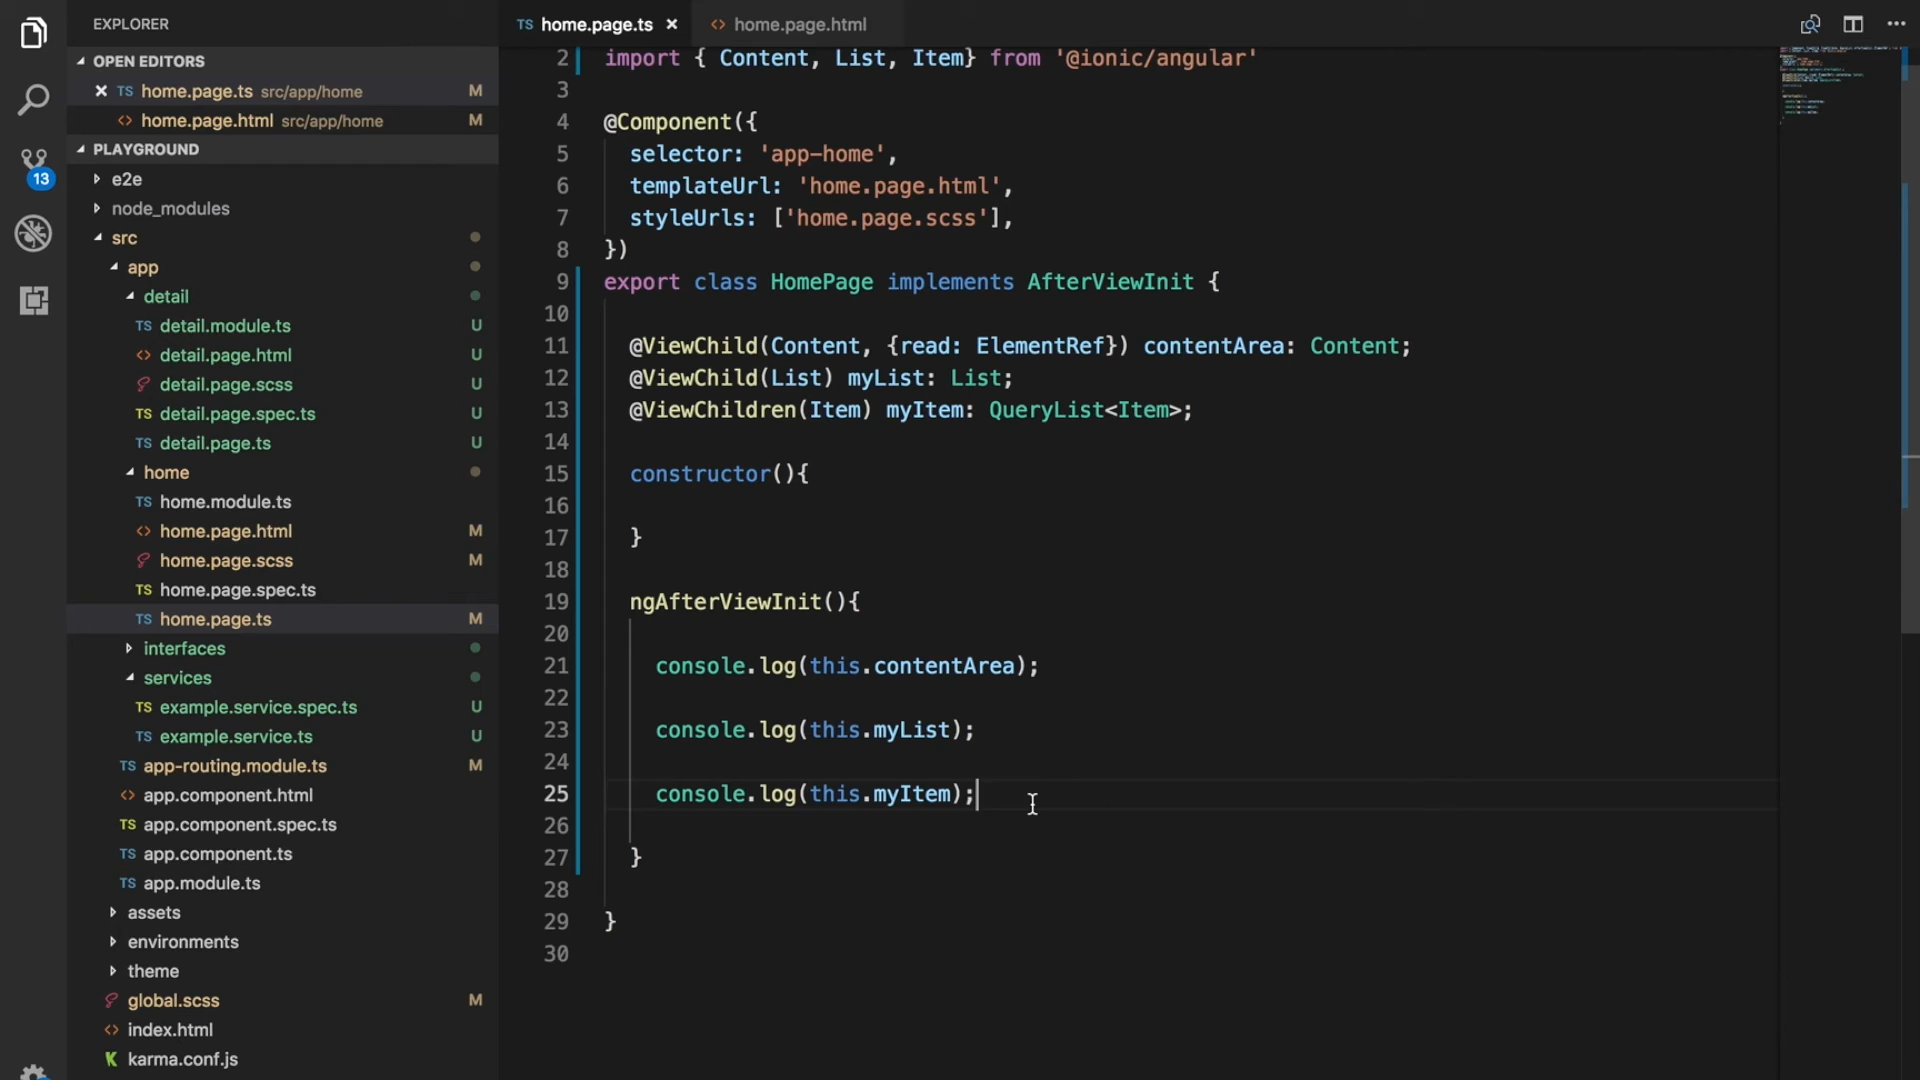 EXPLORER
OPEN EDITORS
TS home.page.ts src/app/home M
<> home.page.html src/app/home M
13
PLAYGROUND
e2e
node_modules
src
app
detail
TS detail.module.ts U
<> detail.page.html U
detail.page.scss U
TS detail.page.spec.ts U
TS detail.page.ts U
home
TS home.module.ts
<> home.page.html M
home.page.scss M
TS home.page.spec.ts
TS home.page.ts M
interfaces
services
TS example.service.spec.ts U
TS example.service.ts U
TS app-routing.module.ts M
<> app.component.html
TS app.component.spec.ts
TS app.component.ts
TS app.module.ts
assets
environments
theme
global.scss M
<> index.html
K karma.conf.js
TS home.page.ts
<> home.page.html
2 import { Content, List, Item} from '@ionic/angular'
3
4 @Component({
5 selector: 'app-home',
6 templateUrl: 'home.page.html',
7 styleUrls: ['home.page.scss'],
8 })
9 export class HomePage implements AfterViewInit {
10
11 @ViewChild(Content, {read: ElementRef}) contentArea: Content;
12 @ViewChild(List) myList: List;
13 @ViewChildren(Item) myItem: QueryList<Item>;
14
15 constructor(){
16
17 }
18
19 ngAfterViewInit(){
20
21 console.log(this.contentArea);
22
23 console.log(this.myList);
24
25 console.log(this.myItem);
26
27 }
28
29 }
30